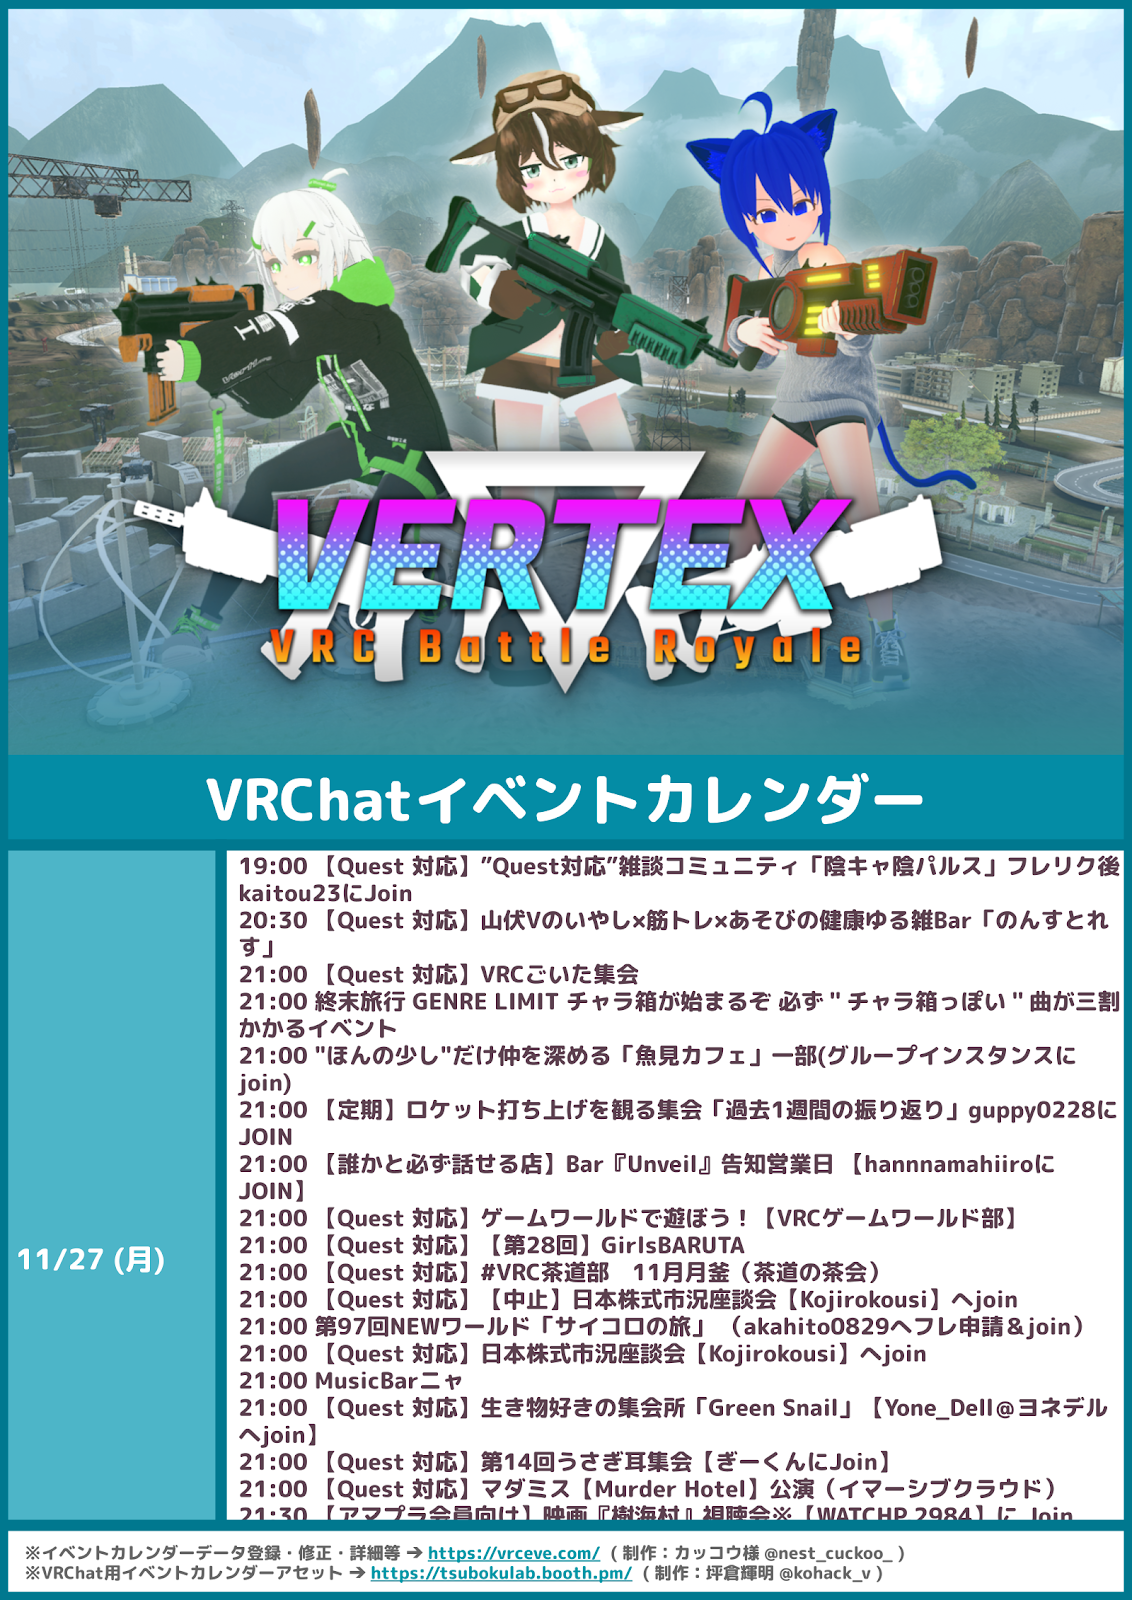 VERTEX
VRC Battle Royale
VRChatイベントカレンダー
11/27 (月)
19:00 【Quest 対応】”Quest対応”雑談コミュニティ「陰キャ陰パルス」フレリク後
kaitou23にJoin
20:30 【Quest 対応】山伏Vのいやし×筋トレ×あそびの健康ゆる雑Bar「のんすとれ
す」
21:00 【Quest 対応】VRCごいた集会
21:00 終末旅行 GENRE LIMIT チャラ箱が始まるぞ 必ず " チャラ箱っぽい " 曲が三割
かかるイベント
21:00 "ほんの少し"だけ仲を深める「魚見カフェ」一部(グループインスタンスに
join)
21:00 【定期】ロケット打ち上げを観る集会「過去1週間の振り返り」guppy0228に
JOIN
21:00 【誰かと必ず話せる店】Bar『Unveil』告知営業日 【hannnamahiiroに
JOIN】
21:00 【Quest 対応】ゲームワールドで遊ぼう！【VRCゲームワールド部】
21:00 【Quest 対応】【第28回】GirlsBARUTA
21:00 【Quest 対応】#VRC茶道部　11月月釜（茶道の茶会）
21:00 【Quest 対応】【中止】日本株式市況座談会【Kojirokousi】へjoin
21:00 第97回NEWワールド「サイコロの旅」 （akahito0829へフレ申請＆join）
21:00 【Quest 対応】日本株式市況座談会【Kojirokousi】へjoin
21:00 MusicBarニャ
21:00 【Quest 対応】生き物好きの集会所「Green Snail」【Yone_Dell＠ヨネデル
へjoin】
21:00 【Quest 対応】第14回うさぎ耳集会【ぎーくんにJoin】
21:00 【Quest 対応】マダミス【Murder Hotel】公演（イマーシブクラウド）
21:30 【アマプラ会員向け】映画『樹海村』視聴会※【WATCHP 2984】に Join
※イベントカレンダーデータ登録・修正・詳細等 → https://vrceve.com/ ( 制作：カッコウ様 @nest_cuckoo_ )
※VRChat用イベントカレンダーアセット → https://tsubokulab.booth.pm/ ( 制作：坪倉輝明 @kohack_v )